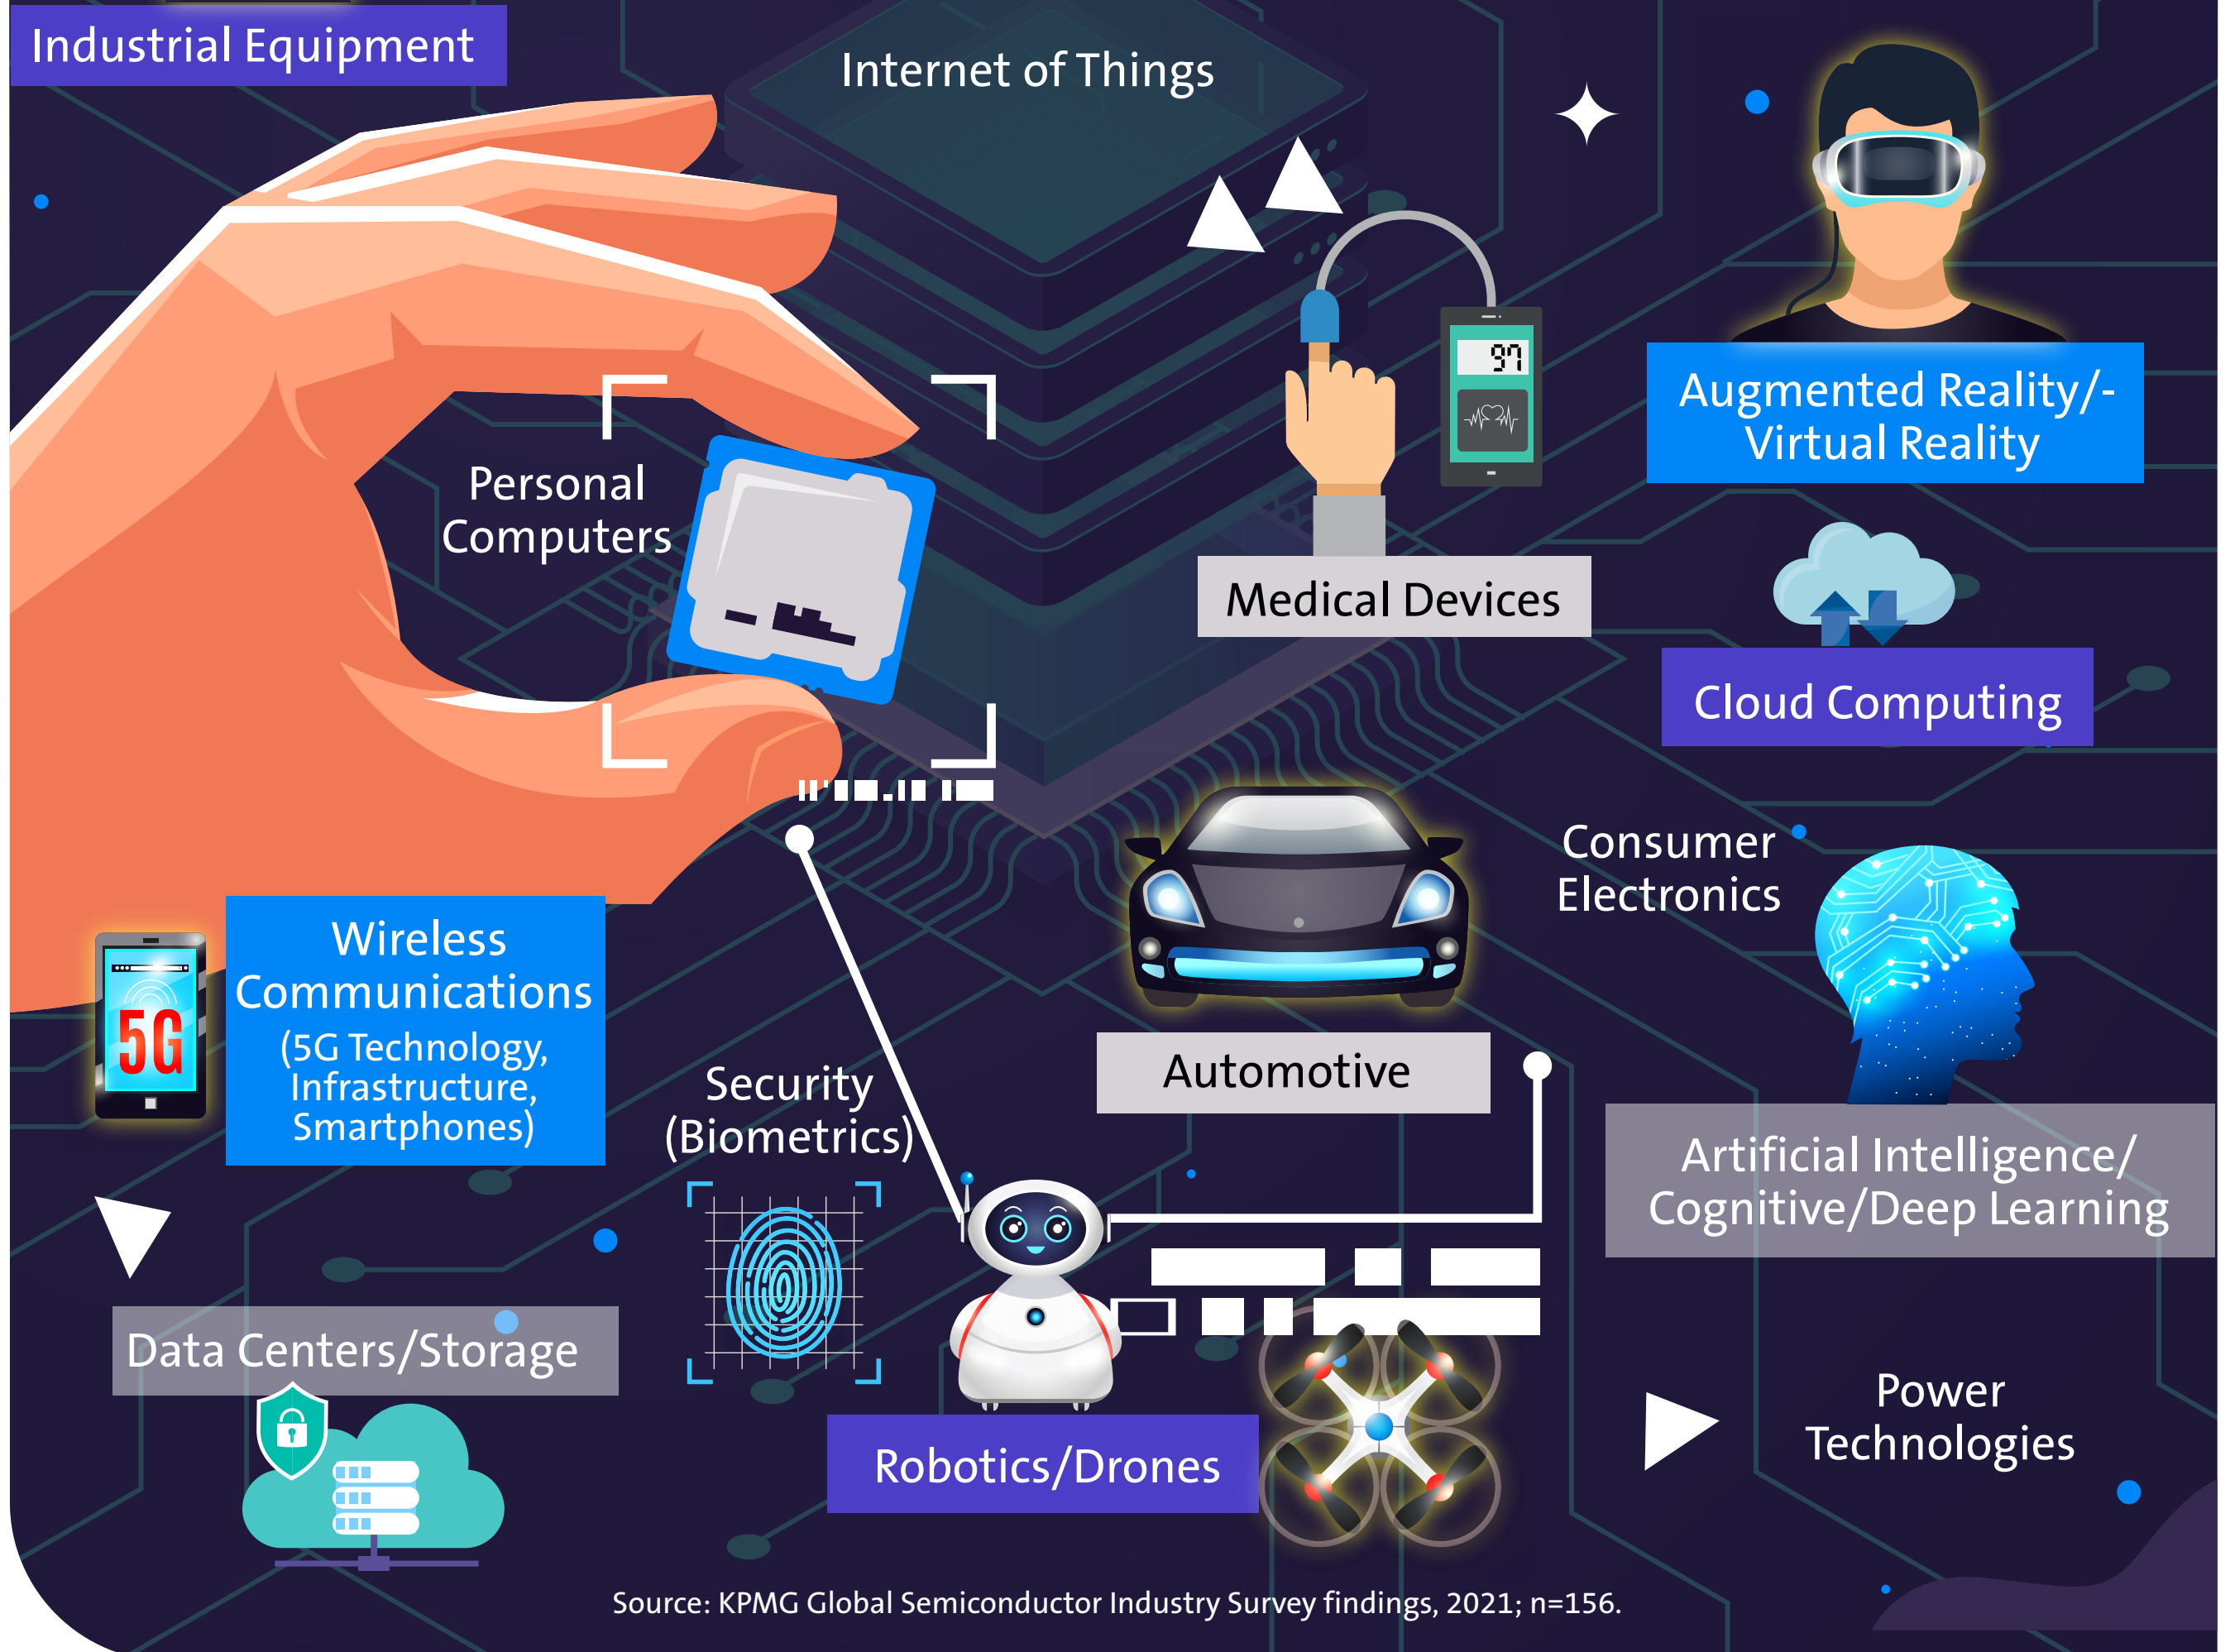 Industrial Equipment
Internet of Things
97
Augmented Reality/-
Virtual Reality
Personal
Computers
Medical Devices
Cloud Computing
Consumer
Electronics
Wireless
Communications
(5G Technology,
Infrastructure,
Smartphones)
5G
Automotive
Security
(Biometrics)
Artificial Intelligence/
Cognitive/Deep Learning
Data Centers/Storage
Robotics/Drones
Power
Technologies
Source: KPMG Global Semiconductor Industry Survey findings, 2021; n=156.